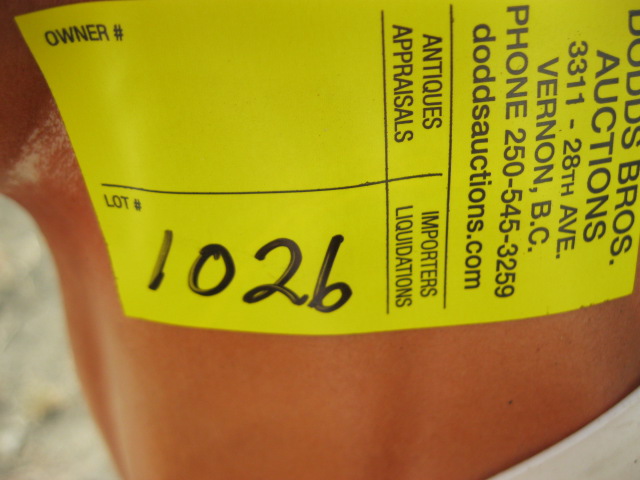 DODDS BROS.
AUCTIONS
3311 - 28TH AVE.
VERNON, B.C.
PHONE 250-545-3259
doddsauctions.com
ANTIQUES
APPRAISALS
IMPORTERS
LIQUIDATIONS
OWNER #
LOT #
1026